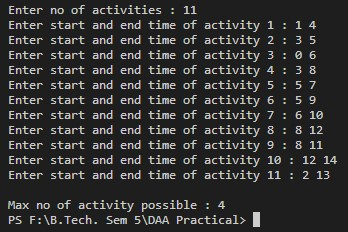 Enter no of activities : 11
Enter start and end time of activity 1 : 1 4
Enter start and end time of activity 2 : 3 5
Enter start and end time of activity 3 : 0 6
Enter start and end time of activity 4 : 3 8
Enter start and end time of activity 5 : 5 7
Enter start and end time of activity 6 : 5 9
Enter start and end time of activity 7 : 6 10
Enter start and end time of activity 8 : 8 12
Enter start and end time of activity 9 : 8 11
Enter start and end time of activity 10 : 12 14
Enter start and end time of activity 11 : 2 13
Max no of activity possible : 4
PS F:\B.Tech. Sem 5\DAA Practical>